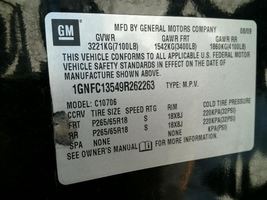 GM
MFD BY GENERAL MOTORS COMPANY
08/09
GVWR GAWR FRT GAWR RR
3221KG(7100LB) 1542KG(3400LB) 1860KG(4100LB)
THIS VEHICLE CONFORMS TO ALL APPLICABLE U.S. FEDERAL MOTOR
VEHICLE SAFETY STANDARDS IN EFFECT ON THE DATE OF
MANUFACTURE SHOWN ABOVE.
1GNFC13549R262263 TYPE: M.P.V.
MODEL: C10706
TIRE SIZE SPEED RTG RIM COLD TIRE PRESSURE
FRT P265/65R18 S 18X8J 220KPA(32PSI)
RR P265/65R18 S 18X8J 220KPA(32PSI)
SPA NONE NONE KPA(PSI)
SEE OWNER'S MANUAL FOR ADDITIONAL INFORMATION.